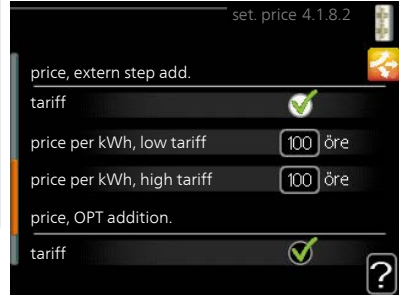 set. price 4.1.8.2
price, extern step add.
tariff
price per kWh, low tariff 100 öre
price per kWh, high tariff 100 öre
price, OPT addition.
tariff
?